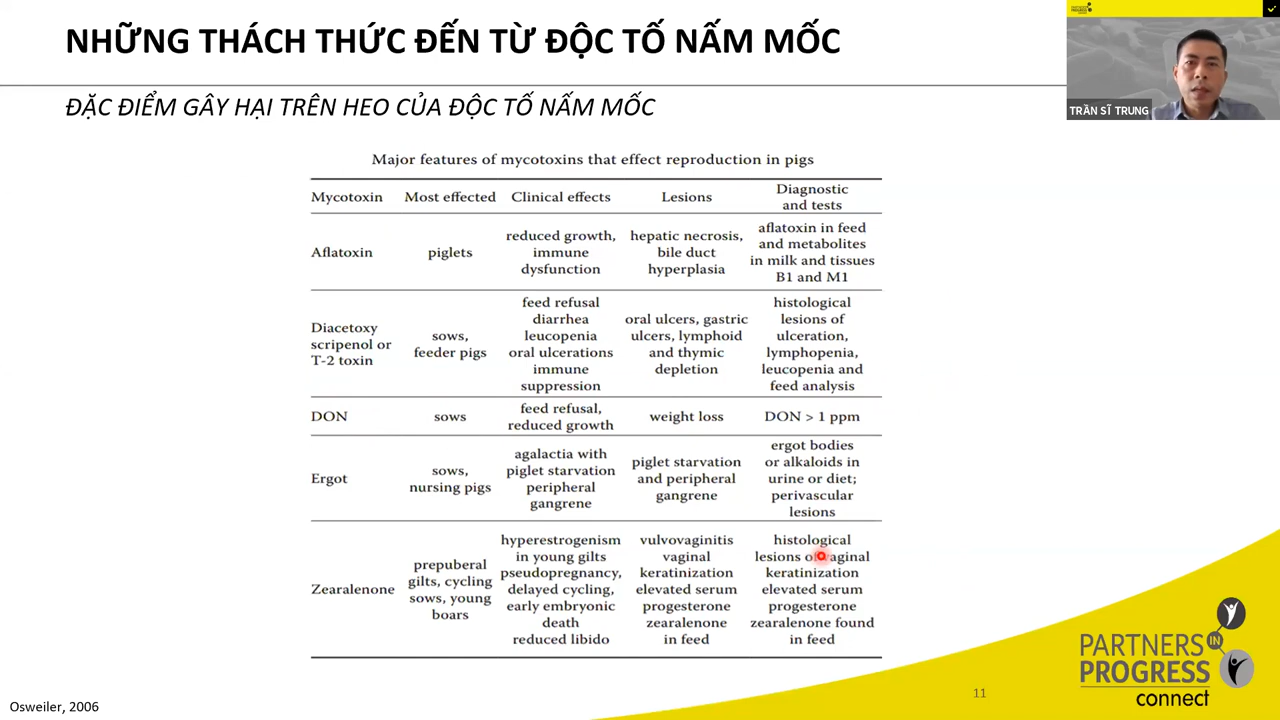 NHỮNG THÁCH THỨC ĐẾN TỪ ĐỘC TỐ NẤM MỐC
TRẦN SĨ TRUNG
ĐẶC ĐIỂM GÂY HẠI TRÊN HEO CỦA ĐỘC TỐ NẤM MỐC
Major features of mycotoxins that effect reproduction in pigs
Mycotoxin
Most effected
Clinical effects
Lesions
Diagnostic
and tests
Aflatoxin
piglets
reduced growth,
immune
dysfunction
hepatic necrosis,
bile duct
hyperplasia
aflatoxin in feed
and metabolites
in milk and tissues
B1 and M1
Diacetoxy
scripenol or
T-2 toxin
sows,
feeder pigs
feed refusal
diarrhea
leucopenia
oral ulcerations
immune
suppression
oral ulcers, gastric
ulcers, lymphoid
and thymic
depletion
histological
lesions of
ulceration,
lymphopenia,
leucopenia and
feed analysis
DON
sows
feed refusal,
reduced growth
weight loss
DON > 1 ppm
Ergot
sows,
nursing pigs
agalactia with
piglet starvation
peripheral
gangrene
piglet starvation
and peripheral
gangrene
ergot bodies
or alkaloids in
urine or diet;
perivascular
lesions
Zearalenone
prepuberal
gilts, cycling
sows, young
boars
hyperestrogenism
in young gilts
pseudopregnancy,
delayed cycling,
early embryonic
death
reduced libido
vulvovaginitis
vaginal
keratinization
elevated serum
progesterone
zearalenone
in feed
histological
lesions of vaginal
keratinization
elevated serum
progesterone
zearalenone found
in feed
PARTNERS
IN
PROGRESS
connect
11
Osweiler, 2006